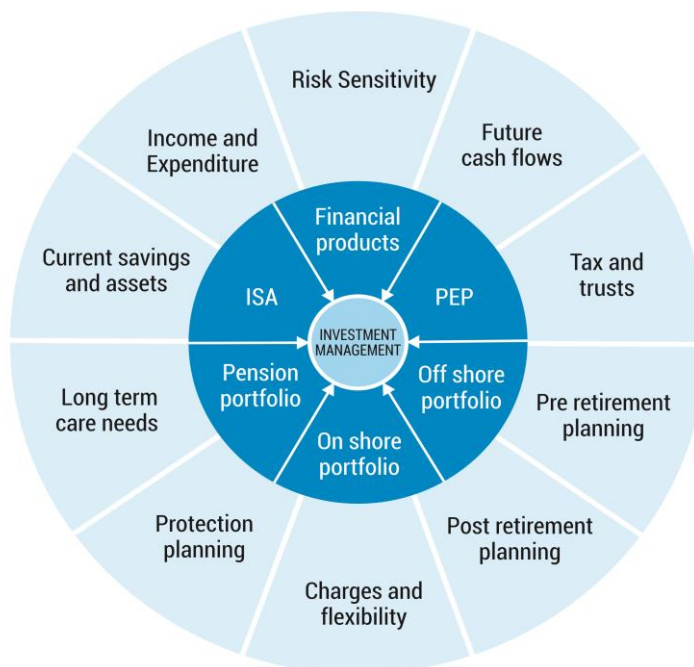 Risk Sensitivity
Future
cash flows
Tax and
trusts
Pre retirement
planning
Post retirement
planning
Charges and
flexibility
Protection
planning
Long term
care needs
Current savings
and assets
Income and
Expenditure
Financial
products
PEP
Off shore
portfolio
On shore
portfolio
Pension
portfolio
ISA
INVESTMENT
MANAGEMENT